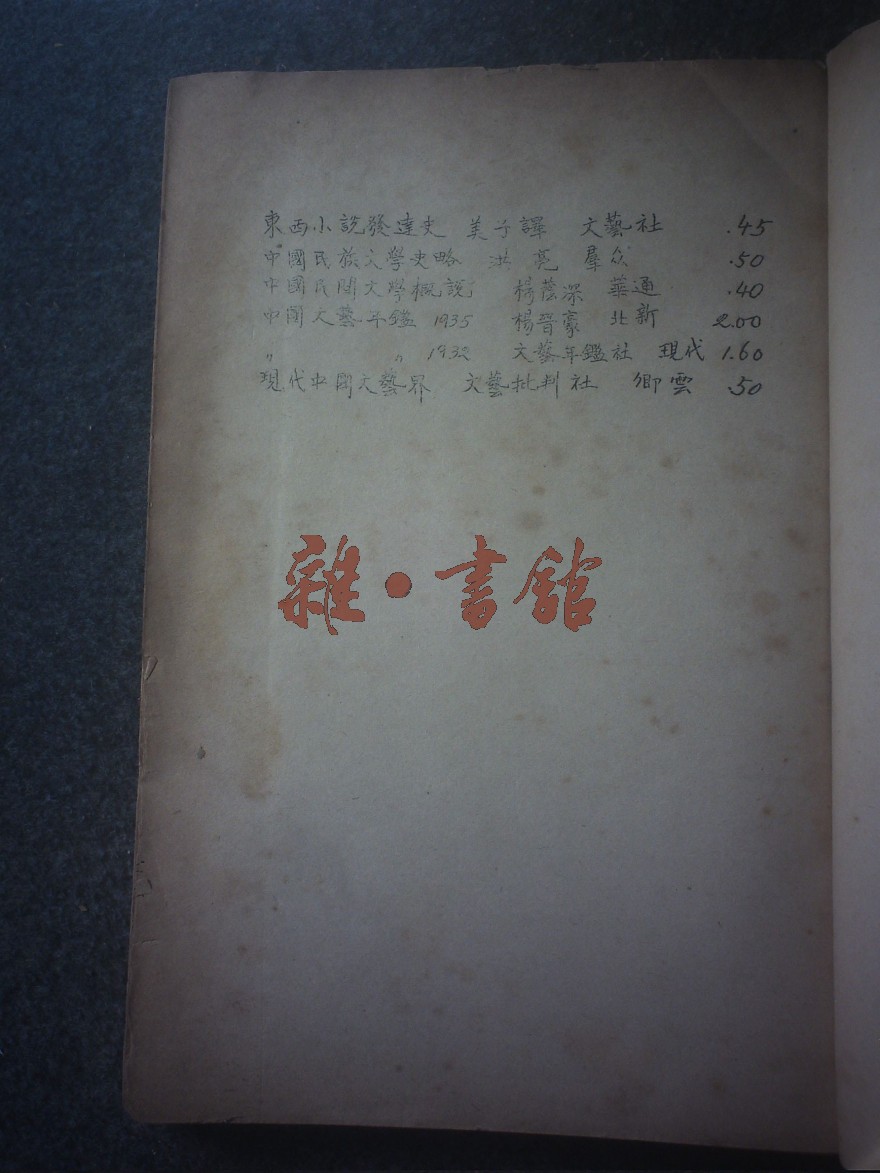 東西小説發達史 美子譯 文藝社 .45
中國民族文學史略 洪亮 羣众 .50
中國民間文學概説 楊蔭深 華通 .40
中國文藝年鑑 1935 楊晉豪 北新 2.00
〃 〃 1932 文藝年鑑社 現代 1.60
現代中國文藝界 文藝批判社 卿雲 .50
雜·書館